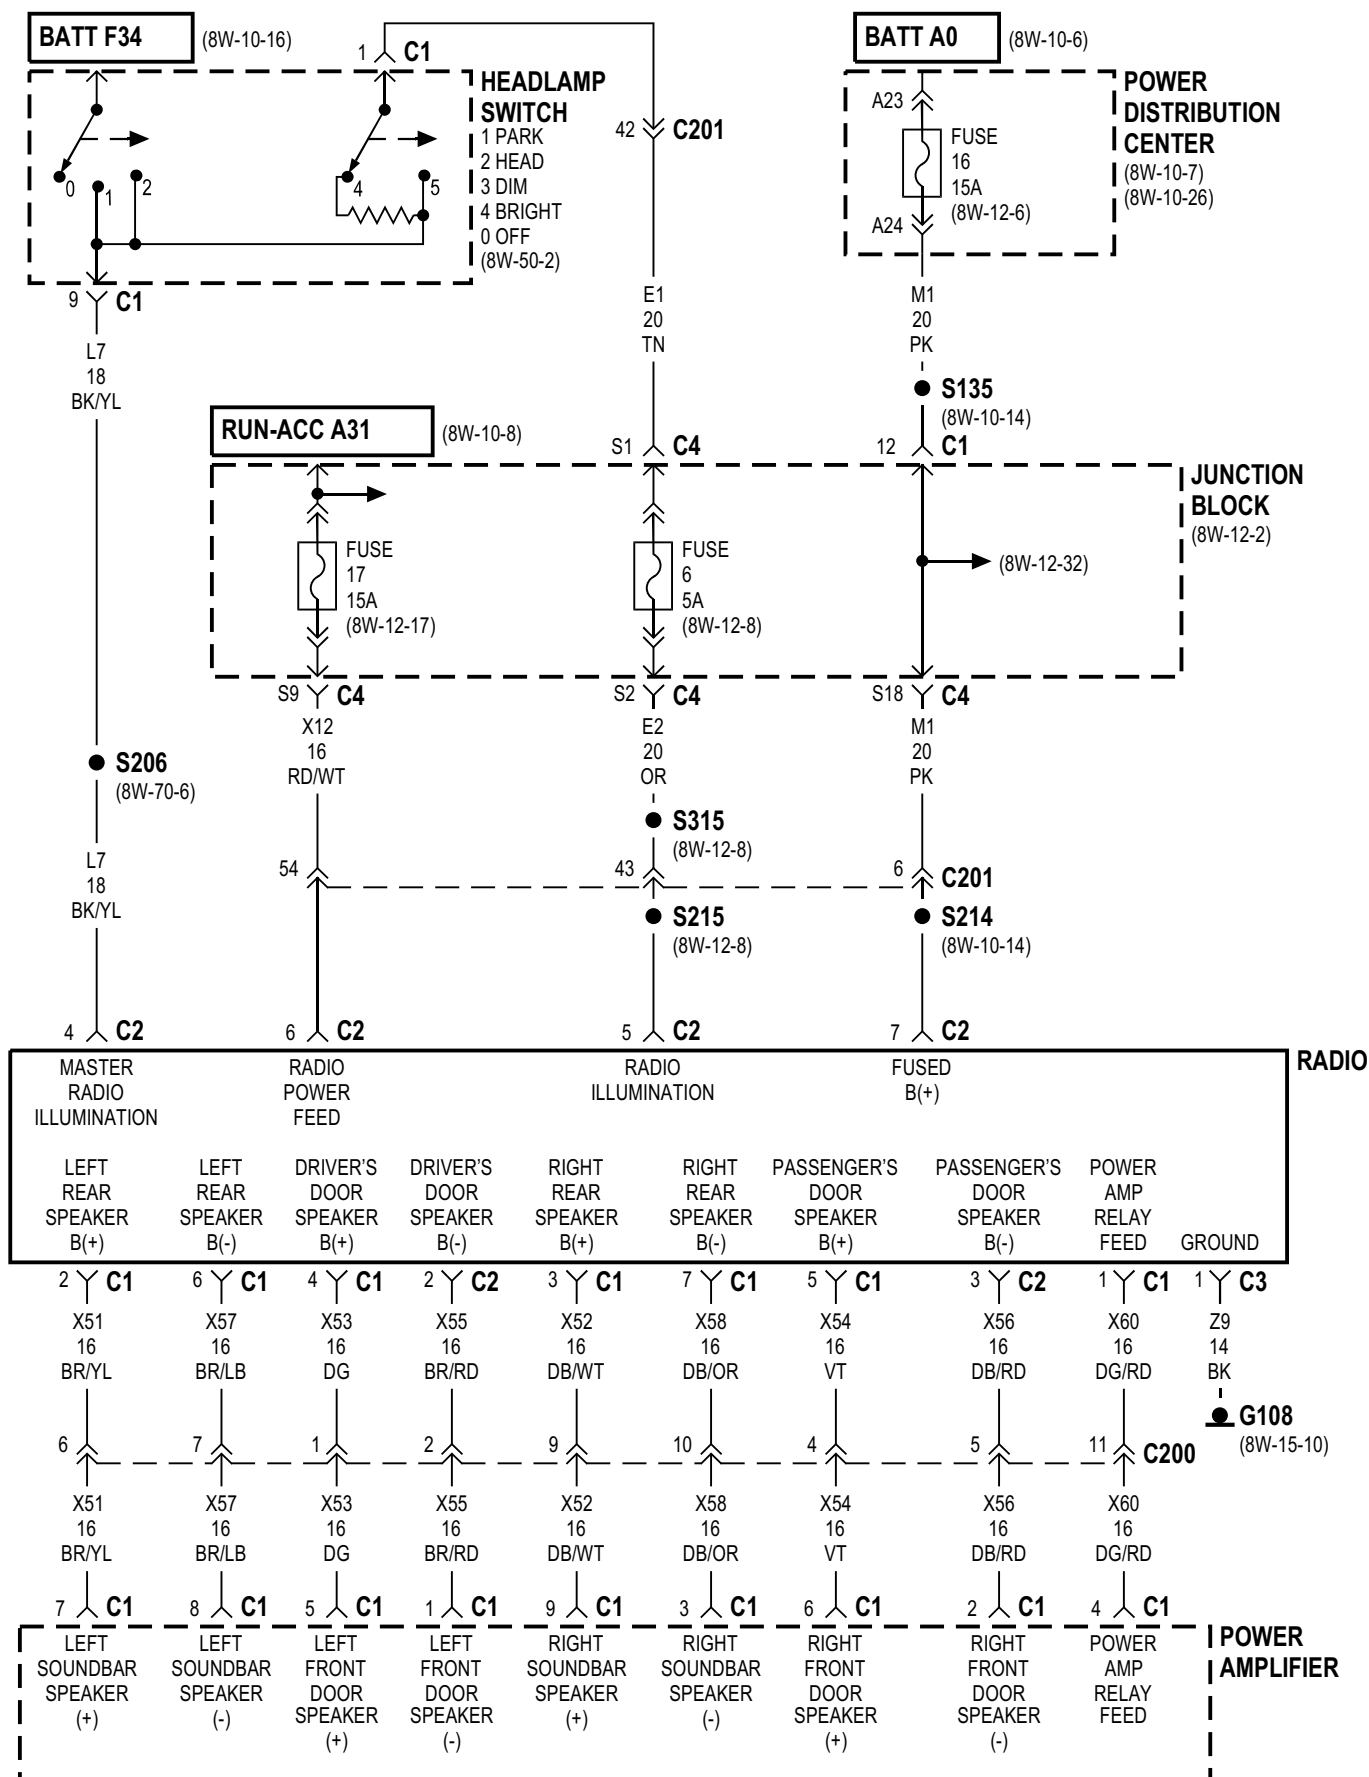 BATT F34 (8W-10-16)
1 C1
BATT A0 (8W-10-6)
HEADLAMP
SWITCH
1 PARK
2 HEAD
3 DIM
4 BRIGHT
0 OFF
(8W-50-2)
0 1 2
4 5
42 C201
A23
FUSE
16
15A
(8W-12-6)
A24
POWER
DISTRIBUTION
CENTER
(8W-10-7)
(8W-10-26)
9 C1
L7
18
BK/YL
E1
20
TN
M1
20
PK
S135
(8W-10-14)
RUN-ACC A31 (8W-10-8)
S1 C4
12 C1
JUNCTION
BLOCK
(8W-12-2)
FUSE
17
15A
(8W-12-17)
FUSE
6
5A
(8W-12-8)
(8W-12-32)
S9 C4
S2 C4
S18 C4
X12
16
RD/WT
E2
20
OR
M1
20
PK
S206
(8W-70-6)
S315
(8W-12-8)
L7
18
BK/YL
54
43
6 C201
S215
(8W-12-8)
S214
(8W-10-14)
4 C2
6 C2
5 C2
7 C2
RADIO
MASTER
RADIO
ILLUMINATION
RADIO
POWER
FEED
RADIO
ILLUMINATION
FUSED
B(+)
LEFT
REAR
SPEAKER
B(+)
LEFT
REAR
SPEAKER
B(-)
DRIVER'S
DOOR
SPEAKER
B(+)
DRIVER'S
DOOR
SPEAKER
B(-)
RIGHT
REAR
SPEAKER
B(+)
RIGHT
REAR
SPEAKER
B(-)
PASSENGER'S
DOOR
SPEAKER
B(+)
PASSENGER'S
DOOR
SPEAKER
B(-)
POWER
AMP
RELAY
FEED
GROUND
2 C1
6 C1
4 C1
2 C2
3 C1
7 C1
5 C1
3 C2
1 C1
1 C3
X51
16
BR/YL
X57
16
BR/LB
X53
16
DG
X55
16
BR/RD
X52
16
DB/WT
X58
16
DB/OR
X54
16
VT
X56
16
DB/RD
X60
16
DG/RD
Z9
14
BK
G108
(8W-15-10)
6
7
1
2
9
10
4
5
11 C200
X51
16
BR/YL
X57
16
BR/LB
X53
16
DG
X55
16
BR/RD
X52
16
DB/WT
X58
16
DB/OR
X54
16
VT
X56
16
DB/RD
X60
16
DG/RD
7 C1
8 C1
5 C1
1 C1
9 C1
3 C1
6 C1
2 C1
4 C1
POWER
AMPLIFIER
LEFT
SOUNDBAR
SPEAKER
(+)
LEFT
SOUNDBAR
SPEAKER
(-)
LEFT
FRONT
DOOR
SPEAKER
(+)
LEFT
FRONT
DOOR
SPEAKER
(-)
RIGHT
SOUNDBAR
SPEAKER
(+)
RIGHT
SOUNDBAR
SPEAKER
(-)
RIGHT
FRONT
DOOR
SPEAKER
(+)
RIGHT
FRONT
DOOR
SPEAKER
(-)
POWER
AMP
RELAY
FEED